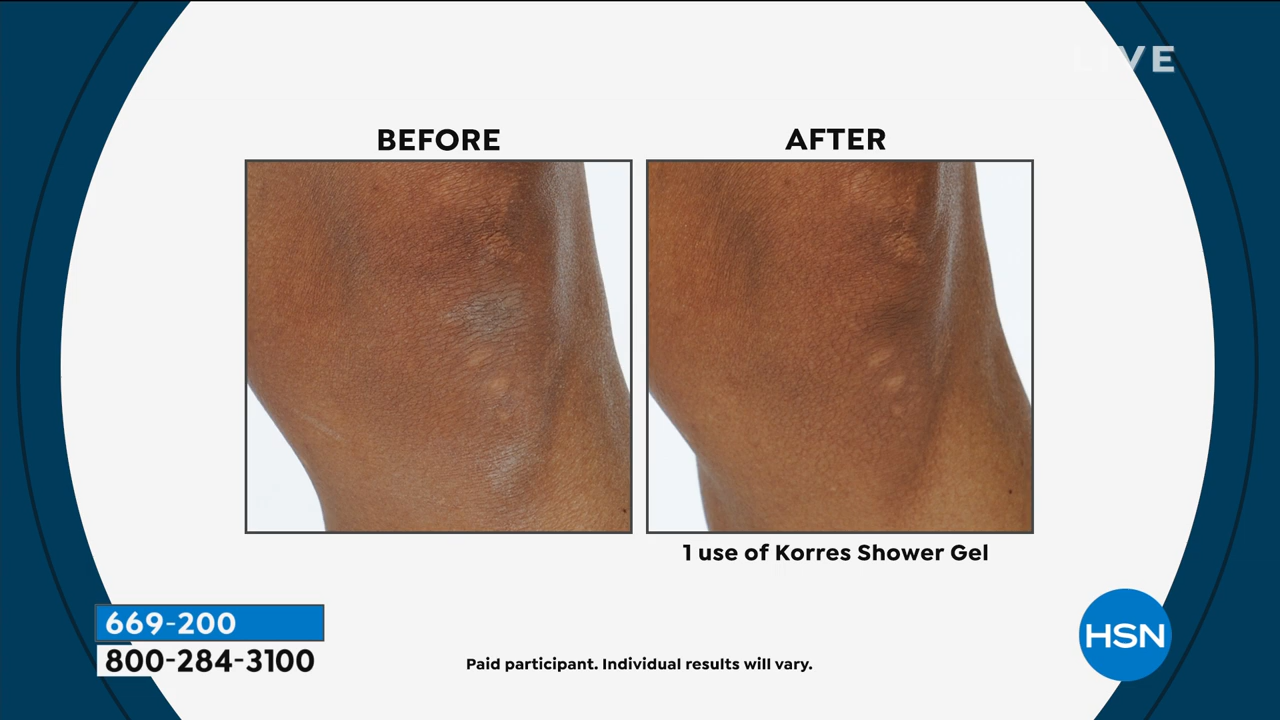 LIVE
BEFORE
AFTER
1 use of Korres Shower Gel
669-200
800-284-3100
Paid participant. Individual results will vary.
HSN